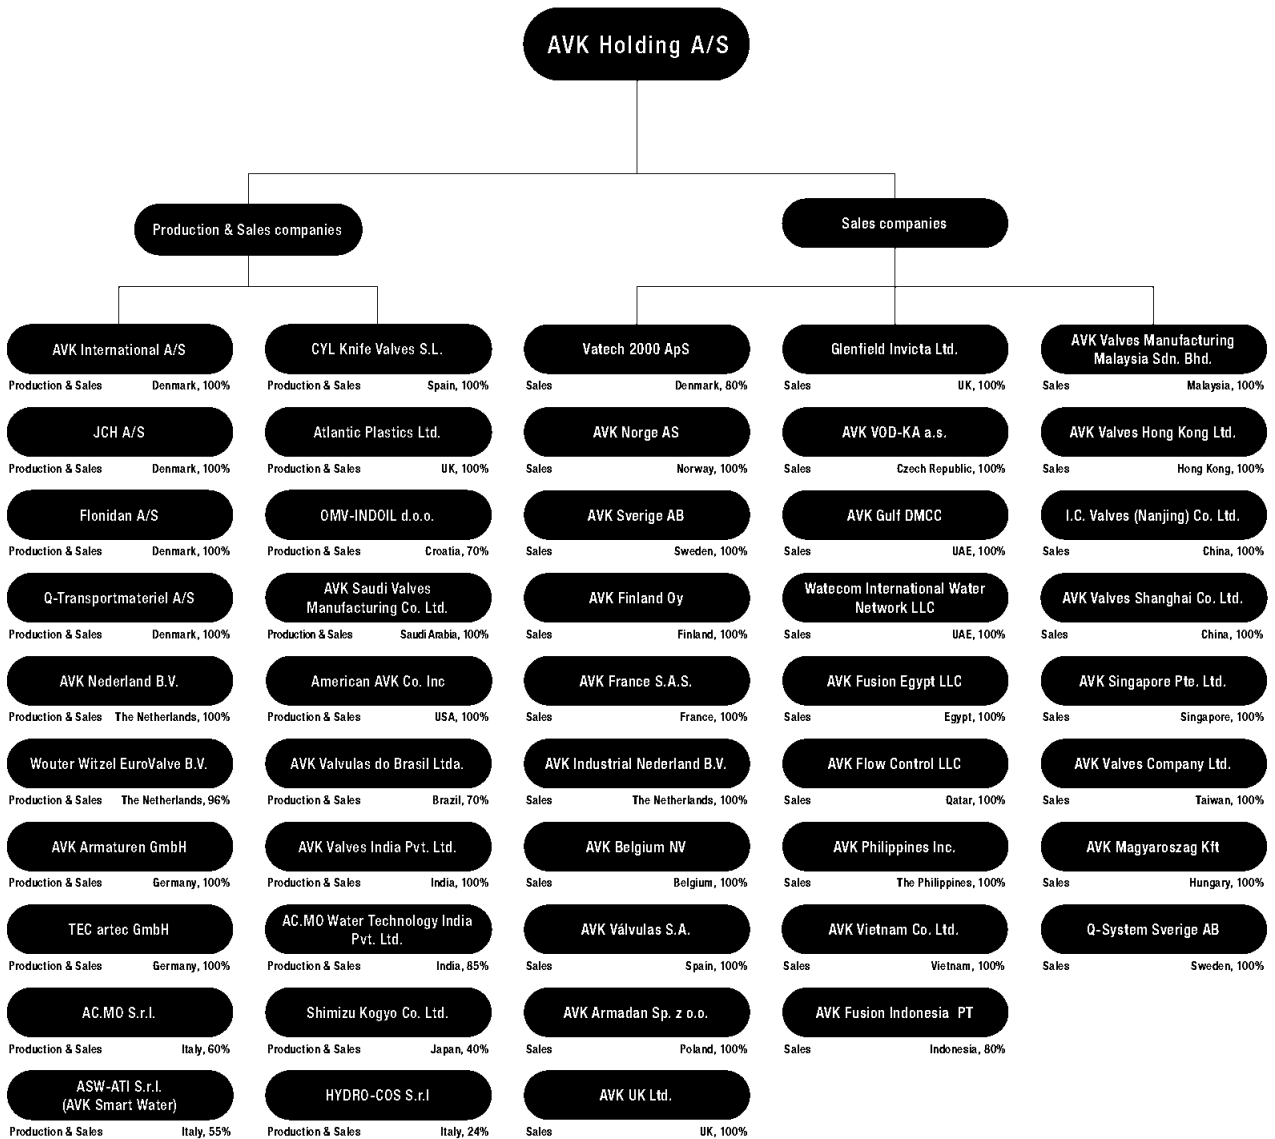 AVK Holding A/S
Production & Sales companies
Sales companies
AVK International A/S
Production & Sales Denmark, 100%
JCH A/S
Production & Sales Denmark, 100%
Flonidan A/S
Production & Sales Denmark, 100%
Q-Transportmateriel A/S
Production & Sales Denmark, 100%
AVK Nederland B.V.
Production & Sales The Netherlands, 100%
Wouter Witzel EuroValve B.V.
Production & Sales The Netherlands, 96%
AVK Armaturen GmbH
Production & Sales Germany, 100%
TEC artec GmbH
Production & Sales Germany, 100%
AC.MO S.r.l.
Production & Sales Italy, 60%
ASW-ATI S.r.l.
(AVK Smart Water)
Production & Sales Italy, 55%
CYL Knife Valves S.L.
Production & Sales Spain, 100%
Atlantic Plastics Ltd.
Production & Sales UK, 100%
OMV-INDOIL d.o.o.
Production & Sales Croatia, 70%
AVK Saudi Valves
Manufacturing Co. Ltd.
Production & Sales Saudi Arabia, 100%
American AVK Co. Inc
Production & Sales USA, 100%
AVK Valvulas do Brasil Ltda.
Production & Sales Brazil, 70%
AVK Valves India Pvt. Ltd.
Production & Sales India, 100%
AC.MO Water Technology India
Pvt. Ltd.
Production & Sales India, 85%
Shimizu Kogyo Co. Ltd.
Production & Sales Japan, 40%
HYDRO-COS S.r.l
Production & Sales Italy, 24%
Vatech 2000 ApS
Sales Denmark, 80%
AVK Norge AS
Sales Norway, 100%
AVK Sverige AB
Sales Sweden, 100%
AVK Finland Oy
Sales Finland, 100%
AVK France S.A.S.
Sales France, 100%
AVK Industrial Nederland B.V.
Sales The Netherlands, 100%
AVK Belgium NV
Sales Belgium, 100%
AVK Válvulas S.A.
Sales Spain, 100%
AVK Armadan Sp. z o.o.
Sales Poland, 100%
AVK UK Ltd.
Sales UK, 100%
Glenfield Invicta Ltd.
Sales UK, 100%
AVK VOD-KA a.s.
Sales Czech Republic, 100%
AVK Gulf DMCC
Sales UAE, 100%
Watecom International Water
Network LLC
Sales UAE, 100%
AVK Fusion Egypt LLC
Sales Egypt, 100%
AVK Flow Control LLC
Sales Qatar, 100%
AVK Philippines Inc.
Sales The Philippines, 100%
AVK Vietnam Co. Ltd.
Sales Vietnam, 100%
AVK Fusion Indonesia PT
Sales Indonesia, 80%
AVK Valves Manufacturing
Malaysia Sdn. Bhd.
Sales Malaysia, 100%
AVK Valves Hong Kong Ltd.
Sales Hong Kong, 100%
I.C. Valves (Nanjing) Co. Ltd.
Sales China, 100%
AVK Valves Shanghai Co. Ltd.
Sales China, 100%
AVK Singapore Pte. Ltd.
Sales Singapore, 100%
AVK Valves Company Ltd.
Sales Taiwan, 100%
AVK Magyaroszag Kft
Sales Hungary, 100%
Q-System Sverige AB
Sales Sweden, 100%